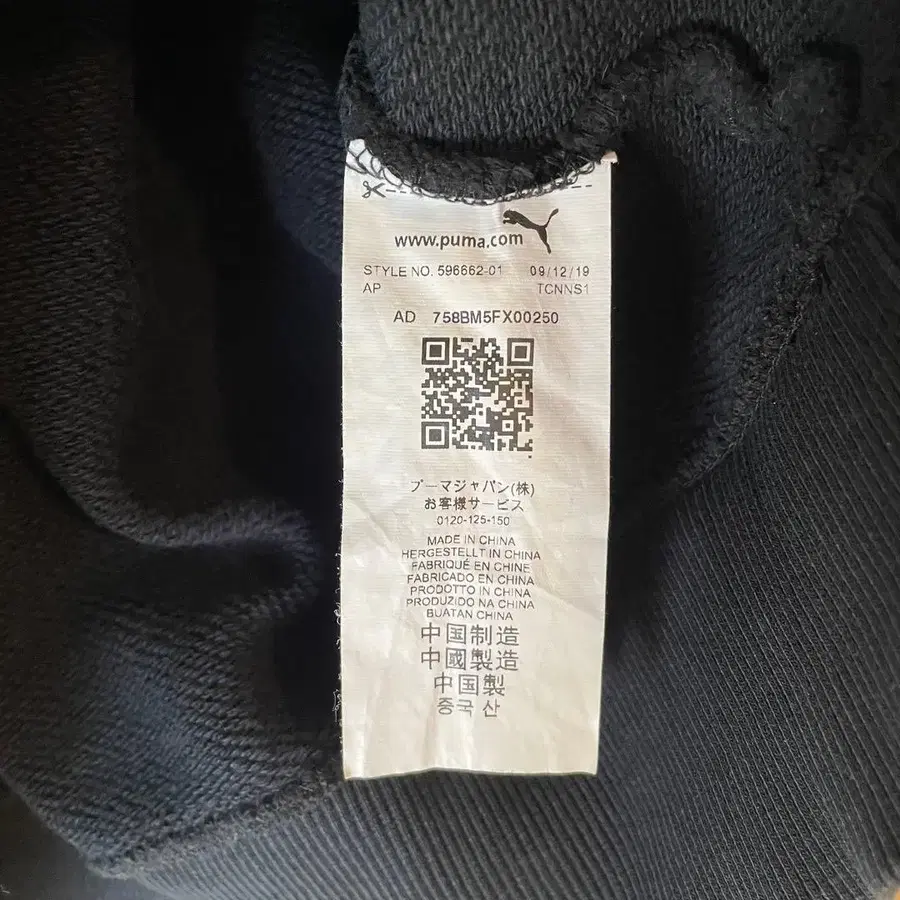 www.puma.com
STYLE NO. 596662-01 09/12/19
AP TCNNS1
AD 758BM5FX00250
プーマジャパン(株)
お客様サービス
0120-125-150
MADE IN CHINA
HERGESTELLT IN CHINA
FABRIQUÉ EN CHINE
FABRICADO EN CHINA
PRODOTTO IN CHINA
PRODUZIDO NA CHINA
BUATAN CHINA
中国制造
中國製造
中国製
중국 산